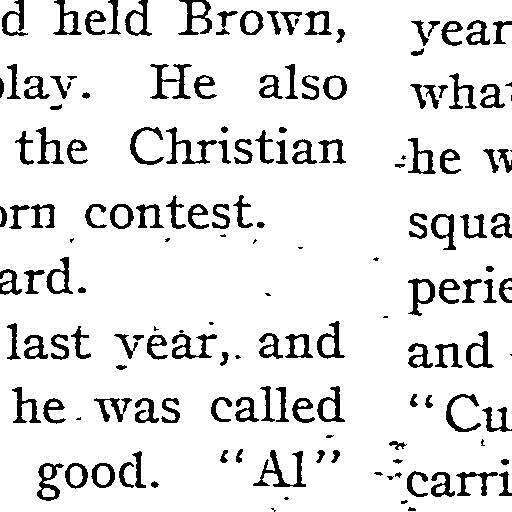 d held Brown,
play. He also
the Christian
orn contest.
ard.
last year, and
he was called
good. "Al"
year
what
he w
squa
perie
and
"Cu
carri